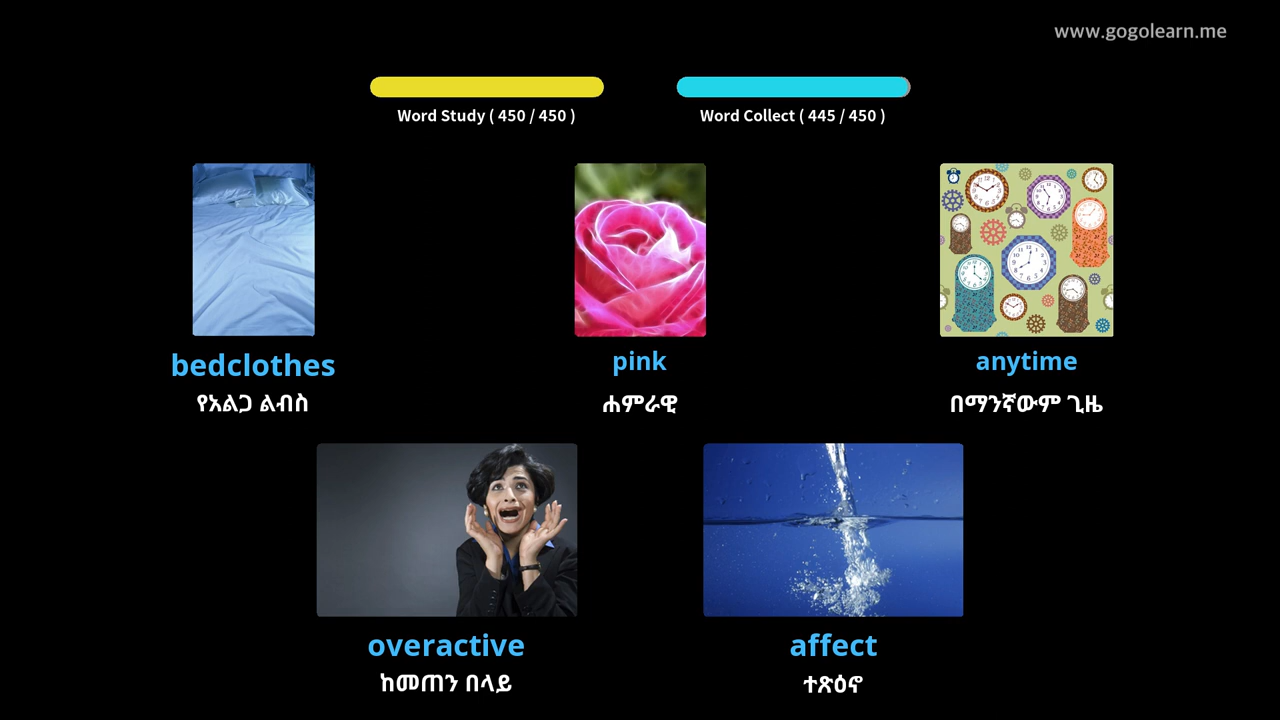 www.gogolearn.me
Word Study ( 450 / 450 )
Word Collect ( 445 / 450 )
bedclothes
የአልጋ ልብስ
pink
ሐምራዊ
anytime
በማንኛውም ጊዜ
overactive
ከመጠን በላይ
affect
ተጽዕኖ